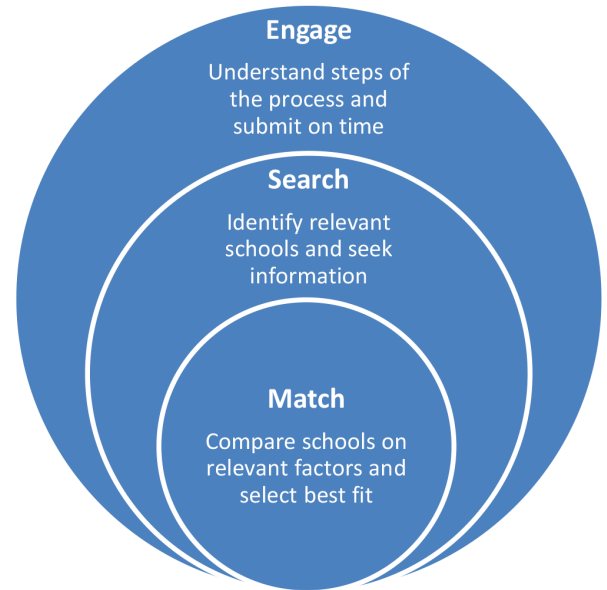 Engage
Understand steps of
the process and
submit on time
Search
Identify relevant
schools and seek
information
Match
Compare schools on
relevant factors and
select best fit